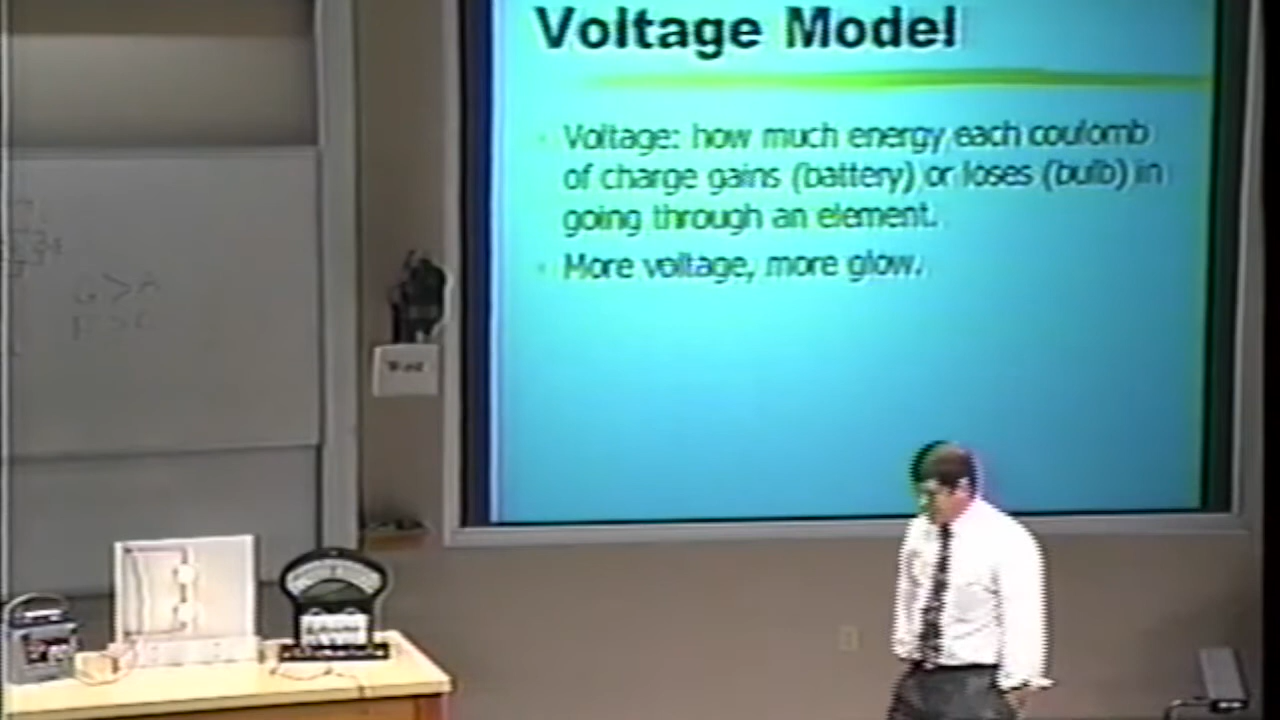 Voltage Model
Voltage: how much energy each coulomb
of charge gains (battery) or loses (bulb) in
going through an element.
More voltage, more glow.
G > A